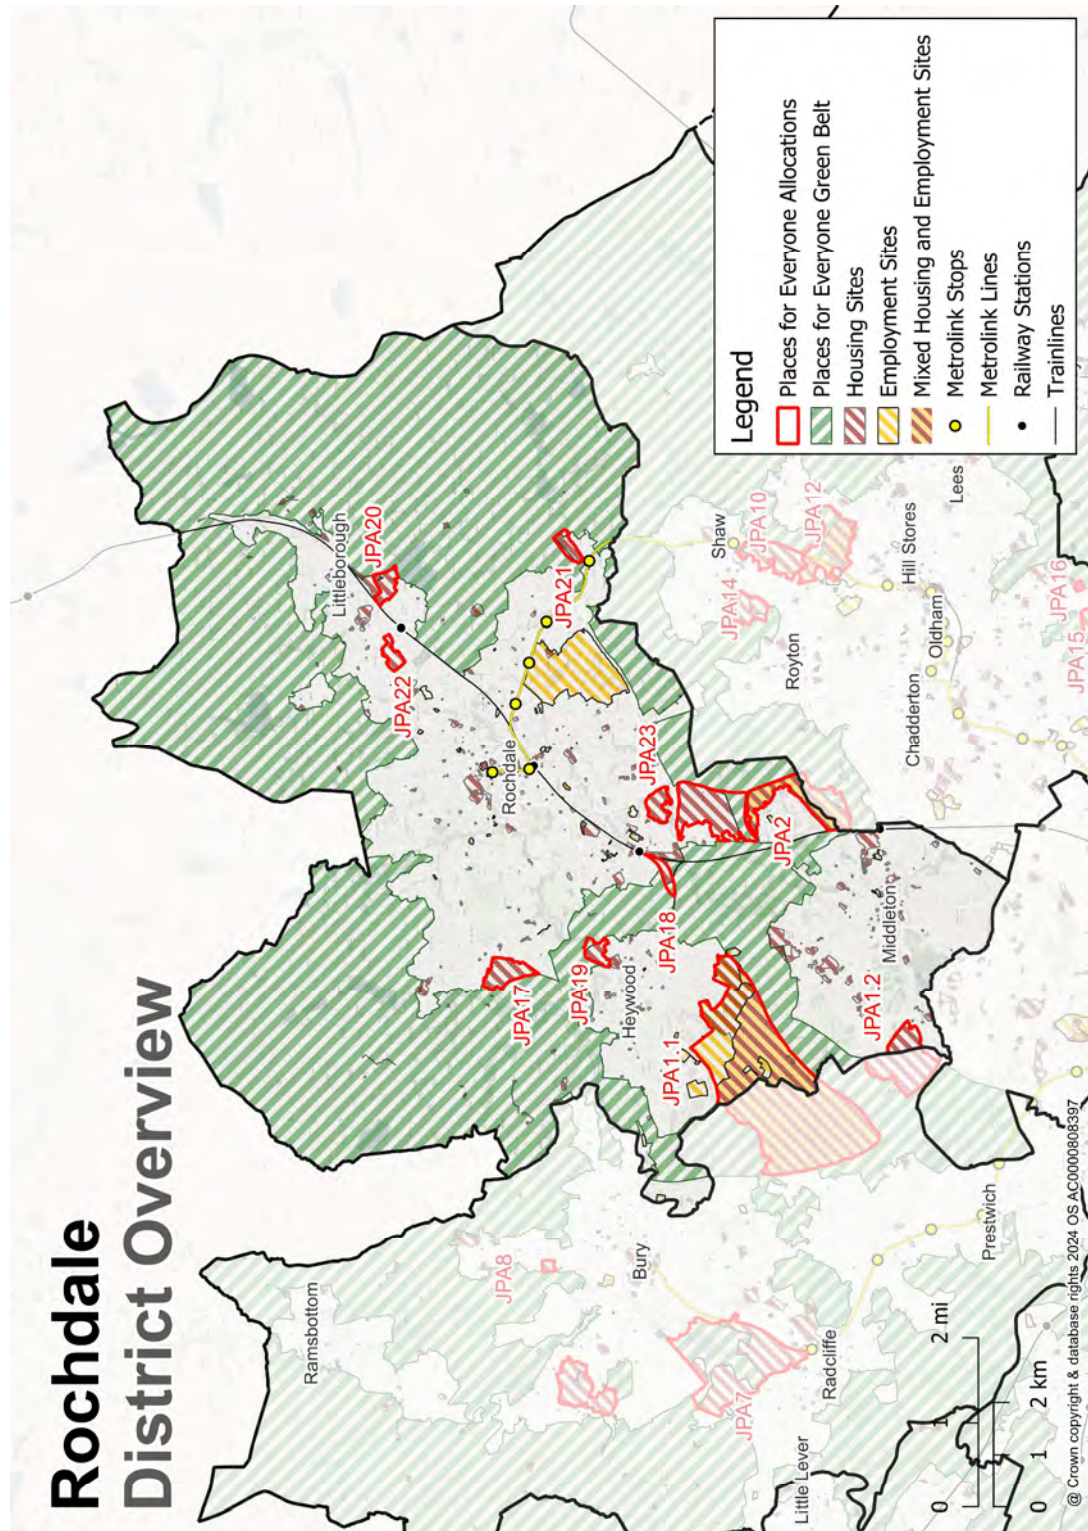 Rochdale
District Overview
Ramsbottom
Littleborough
JPA20
JPA22
JPA8
JPA17
Rochdale
JPA21
JPA19
Bury
Heywood
JPA23
JPA18
JPA1.1
JPA7
Shaw
JPA14
JPA10
JPA2
Royton
JPA12
Radcliffe
Little Lever
JPA1.2
Middleton
Hill Stores
Chadderton
Oldham
Lees
Prestwich
JPA15
JPA16
Legend
Places for Everyone Allocations
Places for Everyone Green Belt
Housing Sites
Employment Sites
Mixed Housing and Employment Sites
Metrolink Stops
Metrolink Lines
Railway Stations
Trainlines
0 1 2 mi
0 1 2 km
@ Crown copyright & database rights 2024 OS AC0000808397